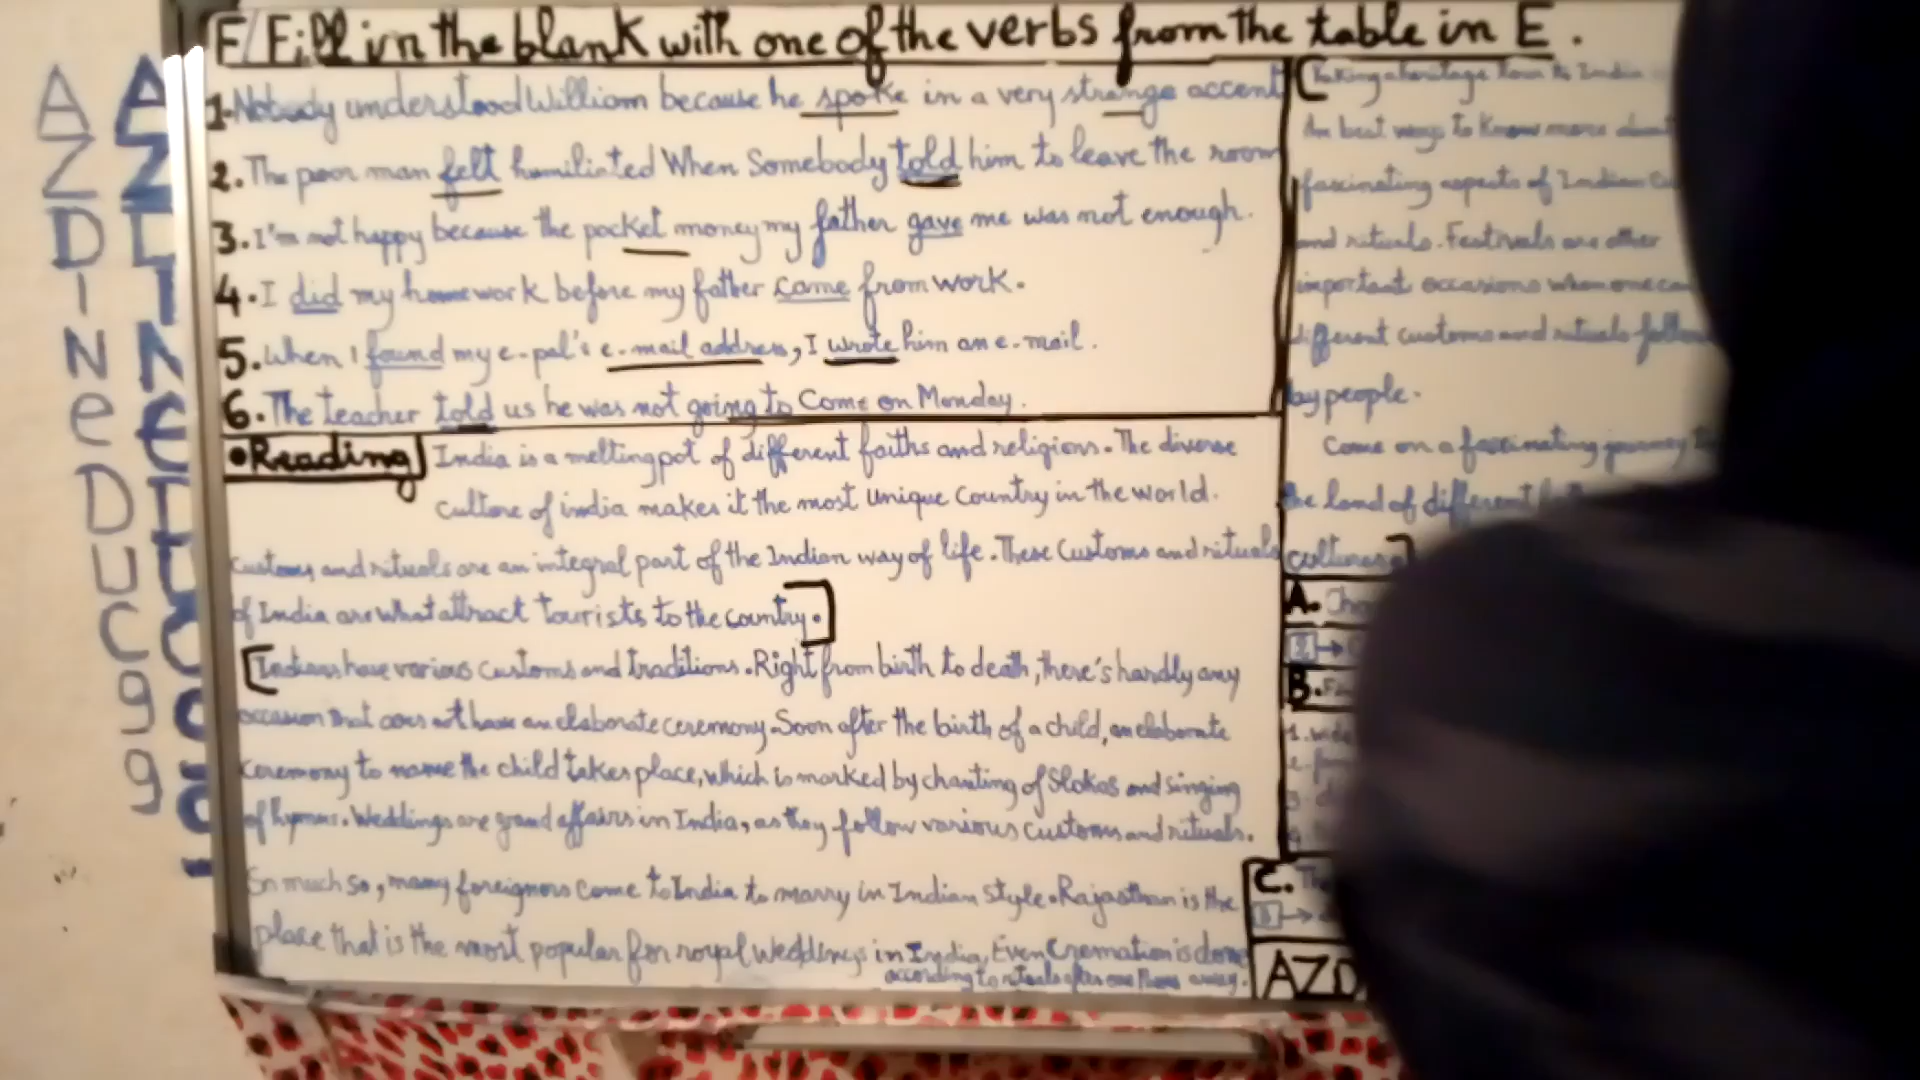 F/ Fill in the blank with one of the verbs from the table in E.
1. Nobody understood William because he spoke in a very strange accent
2. The poor man felt humiliated When Somebody told him to leave the room
3. I'm not happy because the pocket money my father gave me was not enough.
4. I did my homework before my father came from work.
5. When I found my e-pal's e-mail address, I wrote him an e-mail.
6. The teacher told us he was not going to Come on Monday.
• Reading India is a melting pot of different faiths and religions. The diverse
culture of india makes it the most Unique Country in the world.
customs and rituals are an integral part of the Indian way of life. These Customs and rituals
of India are what attract tourists to the country.]
[Indians have various customs and traditions. Right from birth to death, there's hardly any
occasion that does not have an elaborate ceremony. Soon after the birth of a child, an elaborate
ceremony to name the child takes place, which is marked by chanting of Slokas and singing
of hymns. Weddings are grand affairs in India, as they follow various customs and rituals.
So much so, many foreigners come to India to marry in Indian Style. Rajasthan is the
place that is the most popular for royal Weddings in India. Even Cremation is done
according to rituals after one away.
[Taking a heritage India
best ways to Know more about
fascinating aspects of Indian
and rituals. Festivals are other
important occasions when one can
different customs and rituals
by people.
Come on a fascinating journey
the land of different
cultures]
A.
B.
C.
AZD
AZDINE DUCgg
AZ